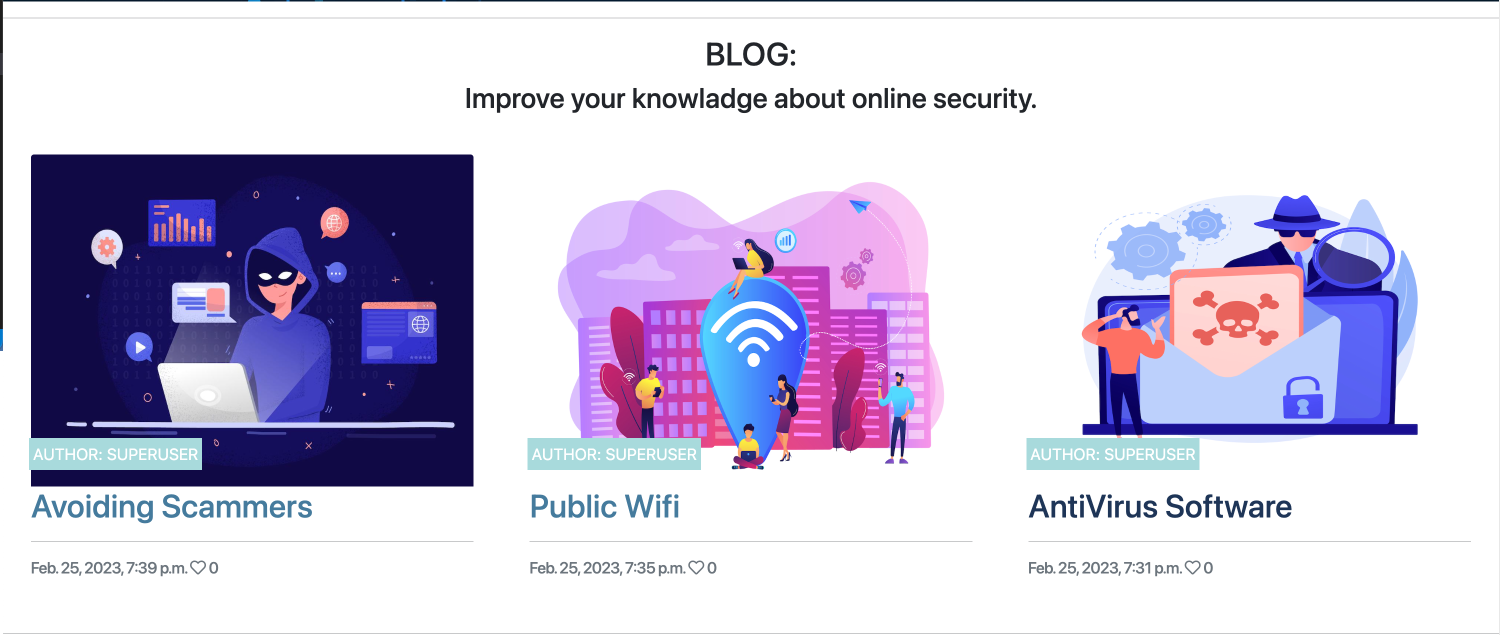 BLOG:
Improve your knowladge about online security.
AUTHOR: SUPERUSER
Avoiding Scammers
Feb. 25, 2023, 7:39 p.m. 0
AUTHOR: SUPERUSER
Public Wifi
Feb. 25, 2023, 7:35 p.m. 0
AUTHOR: SUPERUSER
AntiVirus Software
Feb. 25, 2023, 7:31 p.m. 0